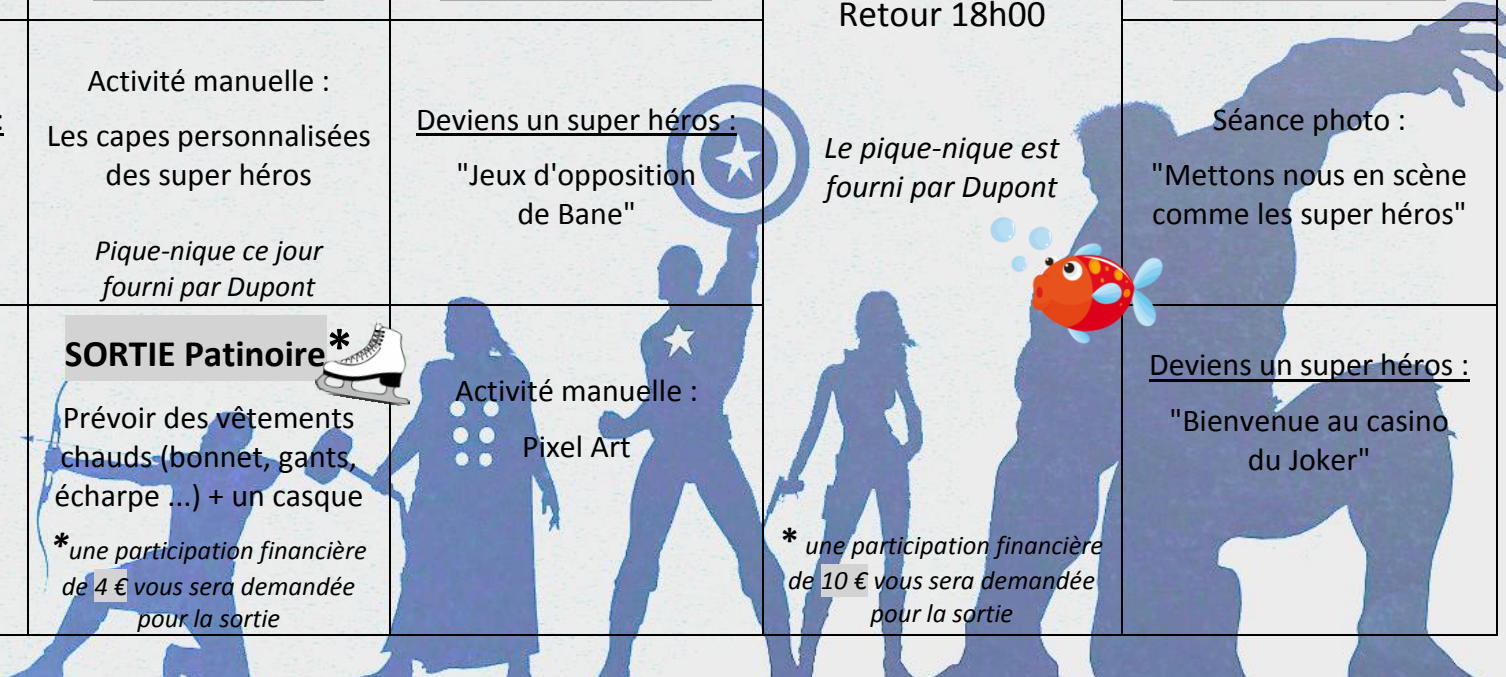 Retour 18h00
:
Activité manuelle :
Les capes personnalisées
des super héros
Pique-nique ce jour
fourni par Dupont
Deviens un super héros :
"Jeux d'opposition
de Bane"
Le pique-nique est
fourni par Dupont
Séance photo :
"Mettons nous en scène
comme les super héros"
SORTIE Patinoire*
Prévoir des vêtements
chauds (bonnet, gants,
écharpe ...) + un casque
*une participation financière
de 4 € vous sera demandée
pour la sortie
Activité manuelle :
Pixel Art
* une participation financière
de 10 € vous sera demandée
pour la sortie
Deviens un super héros :
"Bienvenue au casino
du Joker"